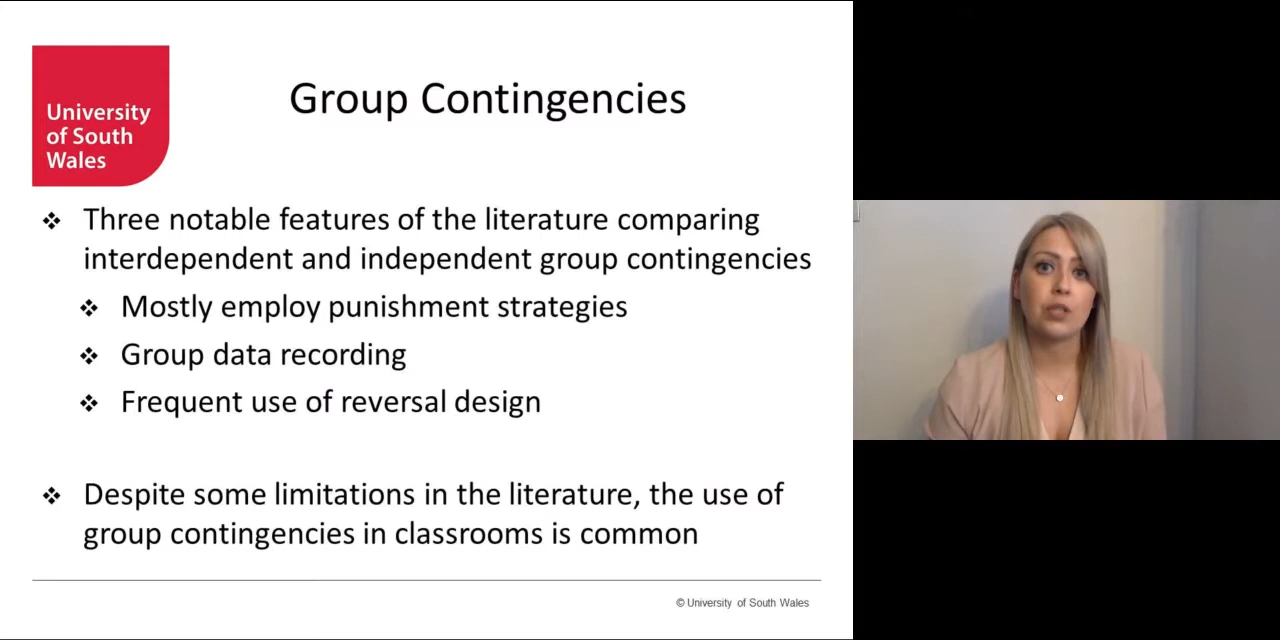 University
of South
Wales
Group Contingencies
❖ Three notable features of the literature comparing
interdependent and independent group contingencies
❖ Mostly employ punishment strategies
❖ Group data recording
❖ Frequent use of reversal design
❖ Despite some limitations in the literature, the use of
group contingencies in classrooms is common
© University of South Wales